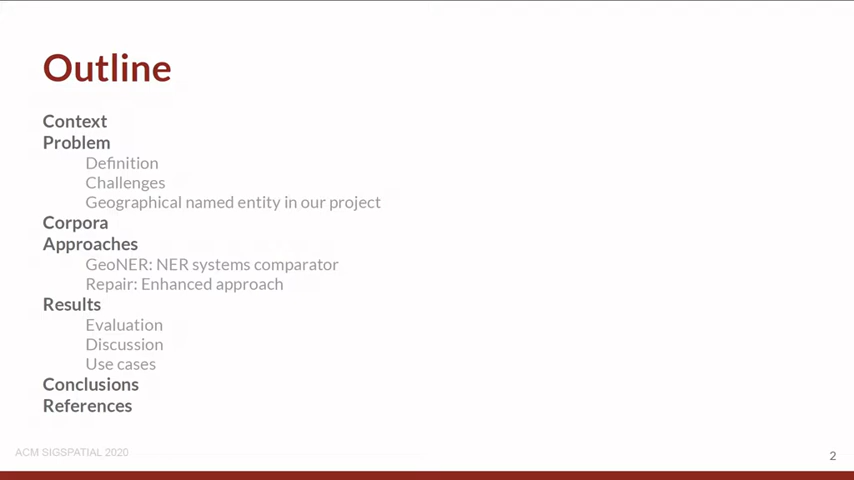 Outline
Context
Problem
Definition
Challenges
Geographical named entity in our project
Corpora
Approaches
GeoNER: NER systems comparator
Repair: Enhanced approach
Results
Evaluation
Discussion
Use cases
Conclusions
References
ACM SIGSPATIAL 2020
2